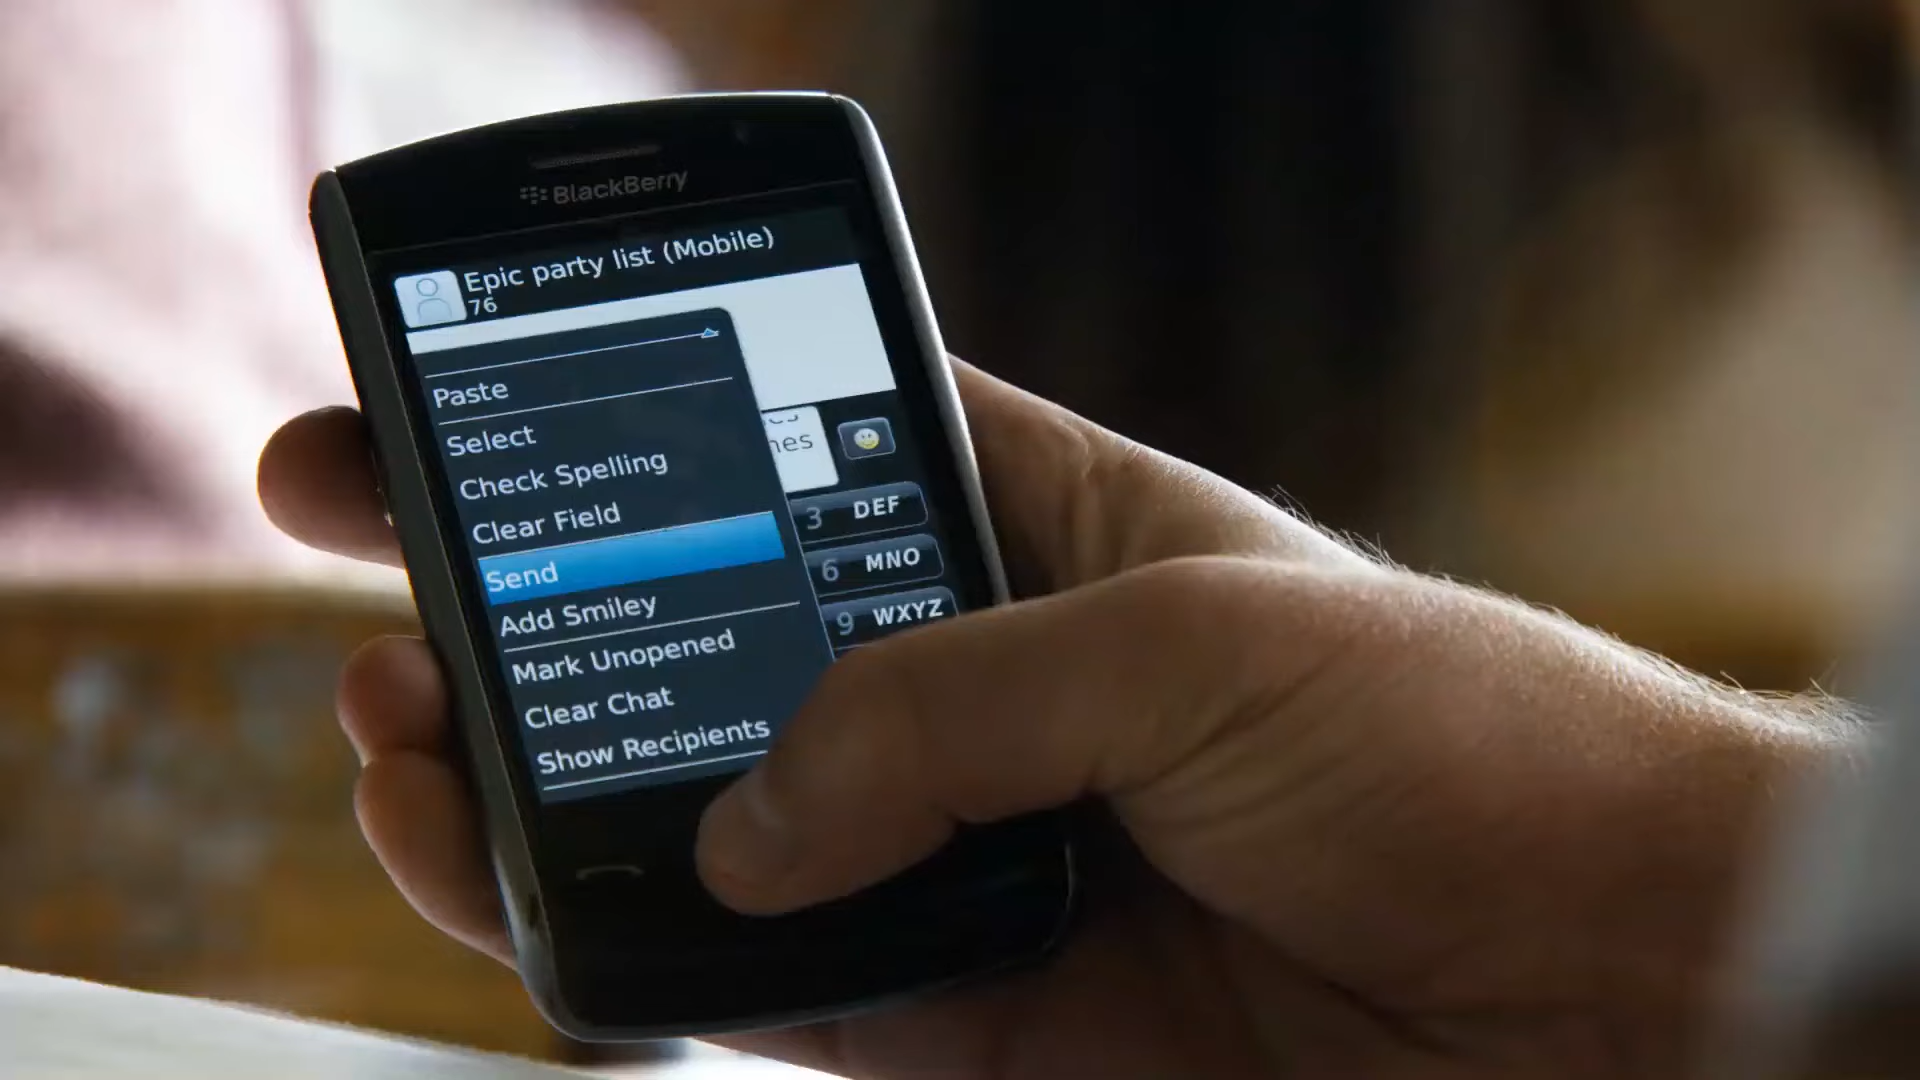 BlackBerry
Epic party list (Mobile)
76
Paste
Select
Check Spelling
Clear Field
Send
Add Smiley
Mark Unopened
Clear Chat
Show Recipients
3 DEF
6 MNO
9 WXYZ